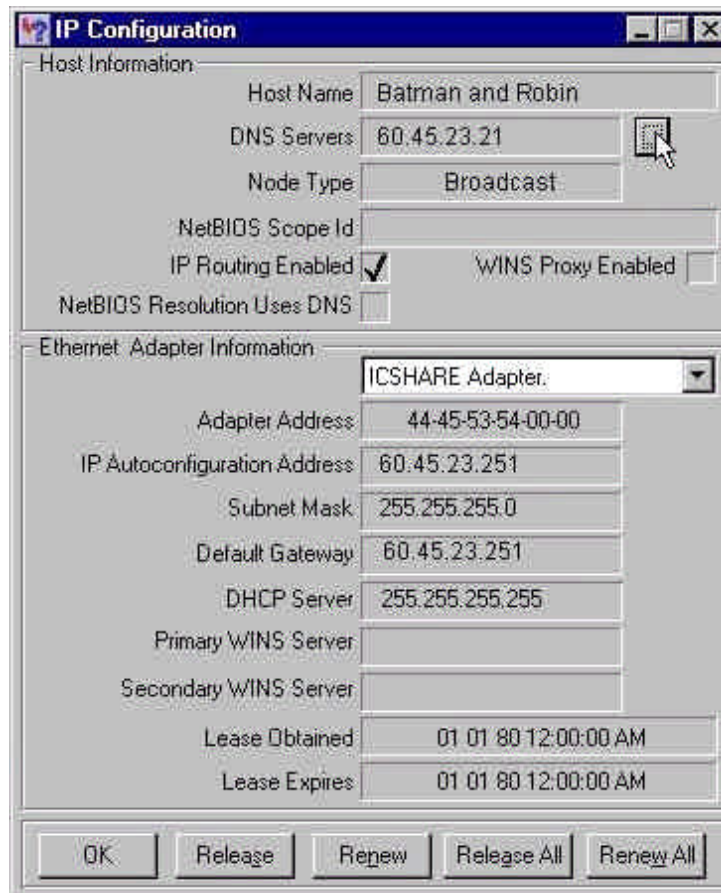 IP Configuration
Host Information
Host Name Batman and Robin
DNS Servers 60.45.23.21
Node Type Broadcast
NetBIOS Scope Id
IP Routing Enabled WINS Proxy Enabled
NetBIOS Resolution Uses DNS
Ethernet Adapter Information
ICSHARE Adapter.
Adapter Address 44-45-53-54-00-00
IP Autoconfiguration Address 60.45.23.251
Subnet Mask 255.255.255.0
Default Gateway 60.45.23.251
DHCP Server 255.255.255.255
Primary WINS Server
Secondary WINS Server
Lease Obtained 01 01 80 12:00:00 AM
Lease Expires 01 01 80 12:00:00 AM
OK Release Renew Release All Renew All